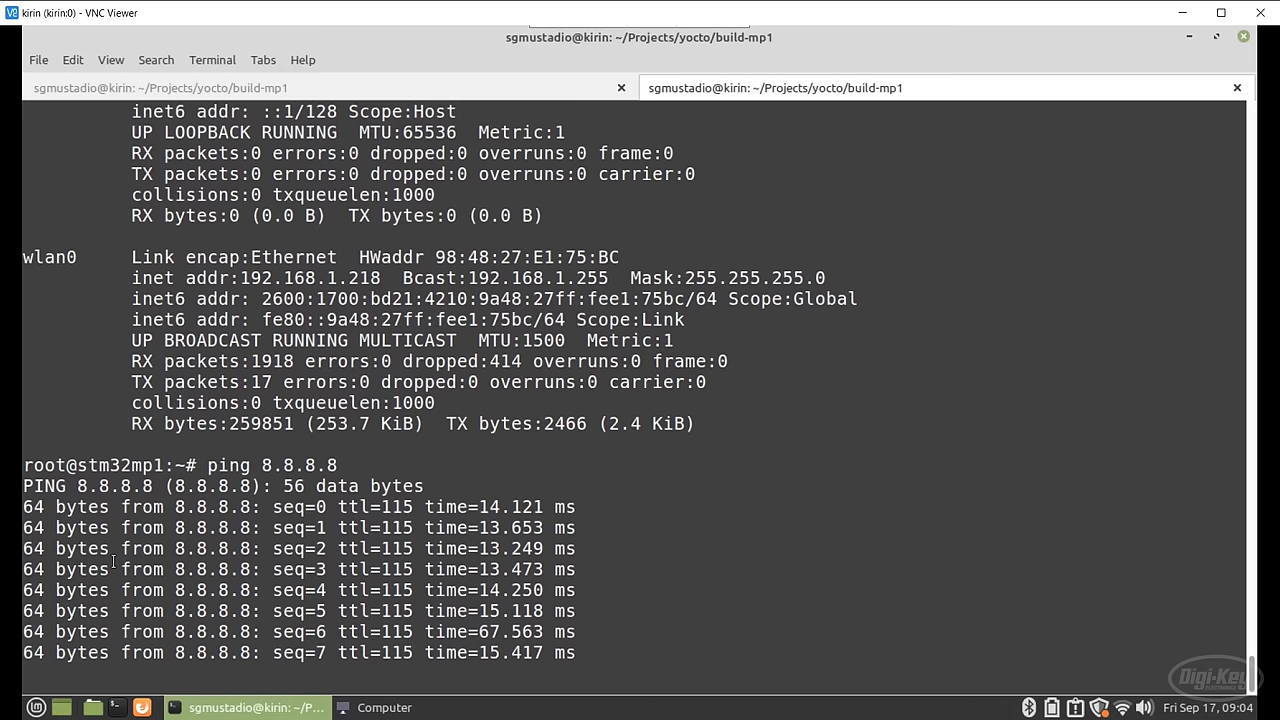 kirin (kirin:0) - VNC Viewer
sgmustadio@kirin: ~/Projects/yocto/build-mp1
File Edit View Search Terminal Tabs Help
sgmustadio@kirin: ~/Projects/yocto/build-mp1
sgmustadio@kirin: ~/Projects/yocto/build-mp1
inet6 addr: ::1/128 Scope:Host
UP LOOPBACK RUNNING  MTU:65536  Metric:1
RX packets:0 errors:0 dropped:0 overruns:0 frame:0
TX packets:0 errors:0 dropped:0 overruns:0 carrier:0
collisions:0 txqueuelen:1000
RX bytes:0 (0.0 B)  TX bytes:0 (0.0 B)
wlan0     Link encap:Ethernet  HWaddr 98:48:27:E1:75:BC
inet addr:192.168.1.218  Bcast:192.168.1.255  Mask:255.255.255.0
inet6 addr: 2600:1700:bd21:4210:9a48:27ff:fee1:75bc/64 Scope:Global
inet6 addr: fe80::9a48:27ff:fee1:75bc/64 Scope:Link
UP BROADCAST RUNNING MULTICAST  MTU:1500  Metric:1
RX packets:1918 errors:0 dropped:414 overruns:0 frame:0
TX packets:17 errors:0 dropped:0 overruns:0 carrier:0
collisions:0 txqueuelen:1000
RX bytes:259851 (253.7 KiB)  TX bytes:2466 (2.4 KiB)
root@stm32mp1:~# ping 8.8.8.8
PING 8.8.8.8 (8.8.8.8): 56 data bytes
64 bytes from 8.8.8.8: seq=0 ttl=115 time=14.121 ms
64 bytes from 8.8.8.8: seq=1 ttl=115 time=13.653 ms
64 bytes from 8.8.8.8: seq=2 ttl=115 time=13.249 ms
64 bytes from 8.8.8.8: seq=3 ttl=115 time=13.473 ms
64 bytes from 8.8.8.8: seq=4 ttl=115 time=14.250 ms
64 bytes from 8.8.8.8: seq=5 ttl=115 time=15.118 ms
64 bytes from 8.8.8.8: seq=6 ttl=115 time=67.563 ms
64 bytes from 8.8.8.8: seq=7 ttl=115 time=15.417 ms
Digi-Key
ELECTRONICS
sgmustadio@kirin: ~/P... Computer Fri Sep 17, 09:04